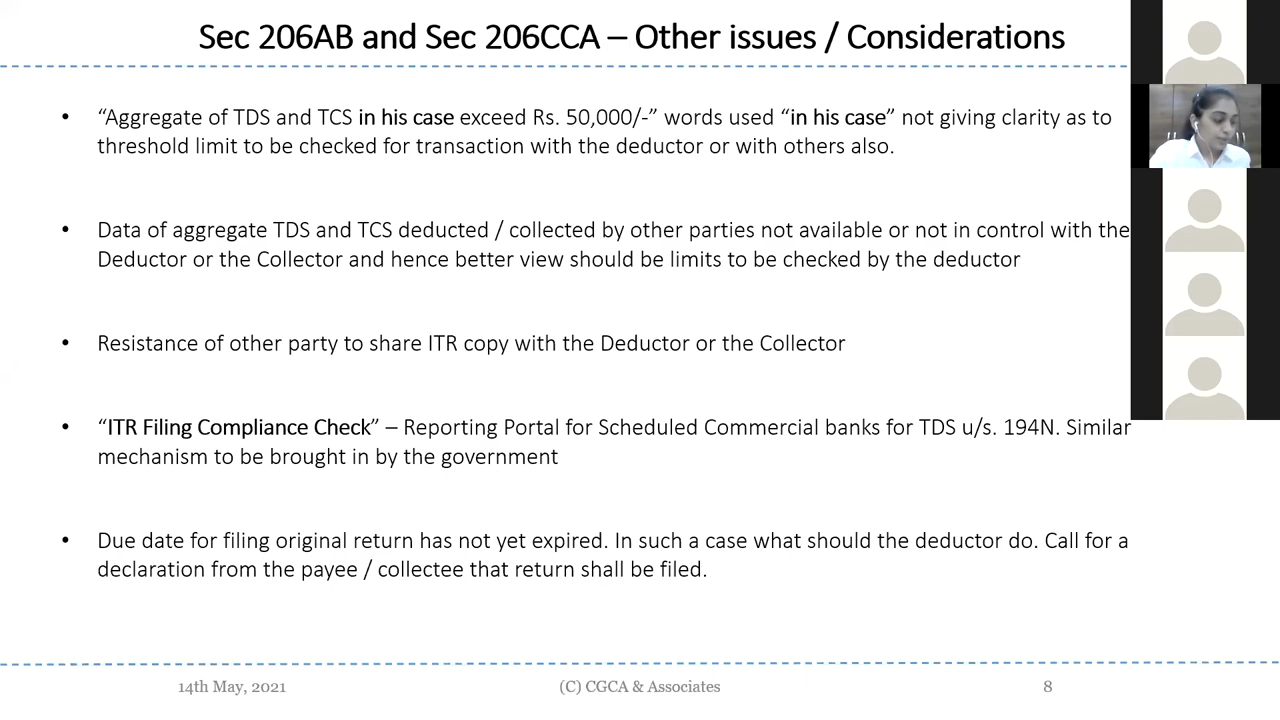 Sec 206AB and Sec 206CCA – Other issues / Considerations
• “Aggregate of TDS and TCS in his case exceed Rs. 50,000/-” words used “in his case” not giving clarity as to
threshold limit to be checked for transaction with the deductor or with others also.
• Data of aggregate TDS and TCS deducted / collected by other parties not available or not in control with the
Deductor or the Collector and hence better view should be limits to be checked by the deductor
• Resistance of other party to share ITR copy with the Deductor or the Collector
• “ITR Filing Compliance Check” – Reporting Portal for Scheduled Commercial banks for TDS u/s. 194N. Similar
mechanism to be brought in by the government
• Due date for filing original return has not yet expired. In such a case what should the deductor do. Call for a
declaration from the payee / collectee that return shall be filed.
14th May, 2021 (C) CGCA & Associates 8